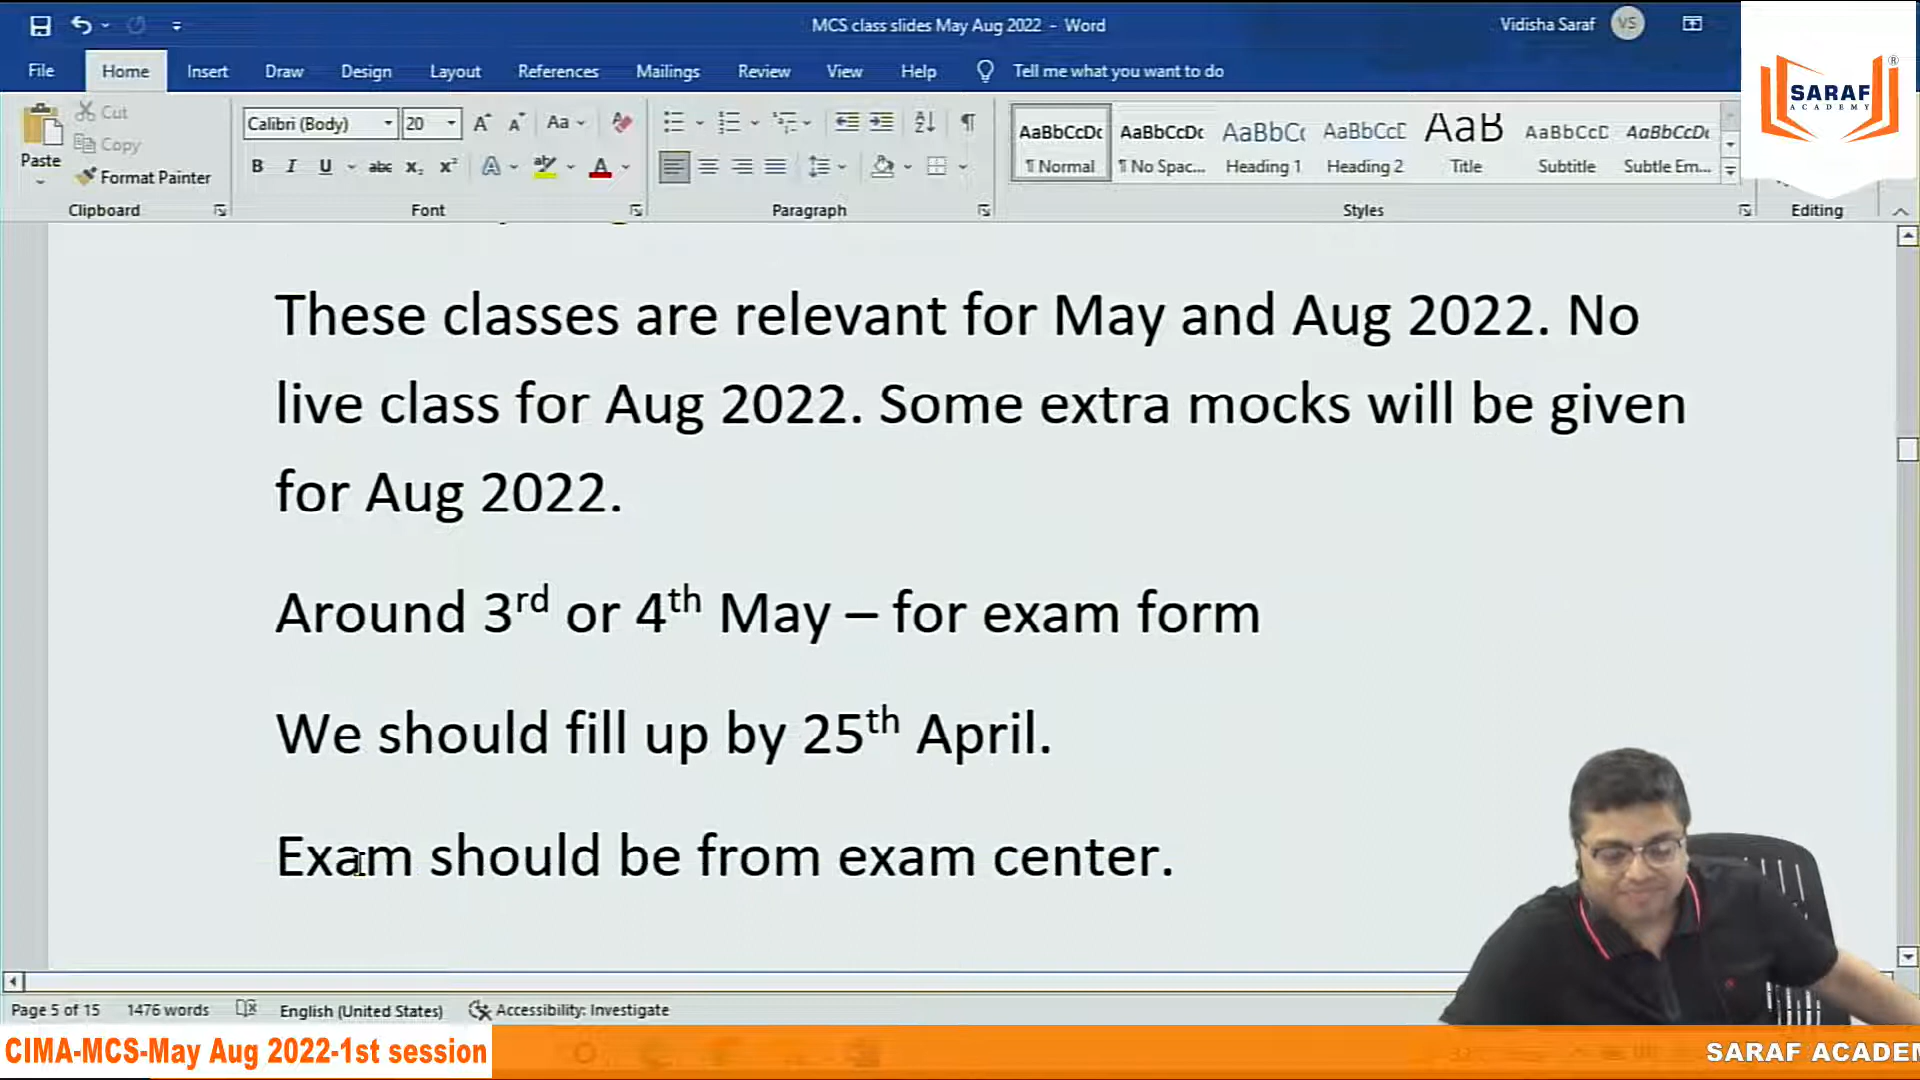 MCS class slides May Aug 2022 - Word
Vidisha Saraf VS
File Home Insert Draw Design Layout References Mailings Review View Help Tell me what you want to do
SARAF
ACADEMY
®
Paste
Cut
Copy
Format Painter
Clipboard
Calibri (Body) 20
Font
Paragraph
AaBbCcDc AaBbCcDc AaBbCc AaBbCcD AaB AaBbCcD AaBbCcDc
¶ Normal ¶ No Spac... Heading 1 Heading 2 Title Subtitle Subtle Em...
Styles
Editing
These classes are relevant for May and Aug 2022. No
live class for Aug 2022. Some extra mocks will be given
for Aug 2022.
Around 3rd or 4th May – for exam form
We should fill up by 25th April.
Exam should be from exam center.
Page 5 of 15 1476 words English (United States) Accessibility: Investigate
CIMA-MCS-May Aug 2022-1st session
SARAF ACADEM